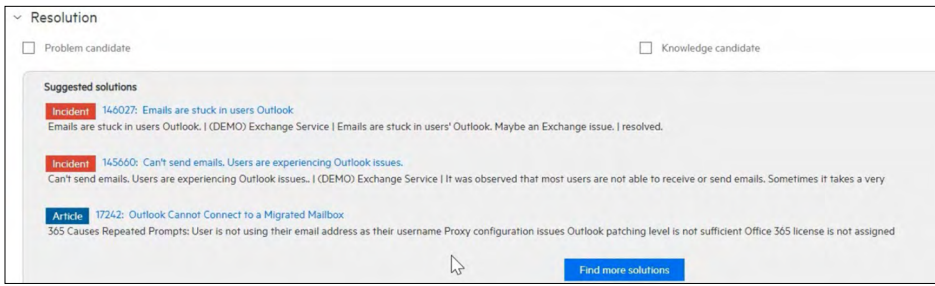 Resolution
Problem candidate
Knowledge candidate
Suggested solutions
Incident 146027: Emails are stuck in users Outlook
Emails are stuck in users Outlook. | (DEMO) Exchange Service | Emails are stuck in users' Outlook. Maybe an Exchange issue. | resolved.
Incident 145660: Can't send emails. Users are experiencing Outlook issues.
Can't send emails. Users are experiencing Outlook issues.. | (DEMO) Exchange Service | It was observed that most users are not able to receive or send emails. Sometimes it takes a very
Article 17242: Outlook Cannot Connect to a Migrated Mailbox
365 Causes Repeated Prompts: User is not using their email address as their username Proxy configuration issues Outlook patching level is not sufficient Office 365 license is not assigned
Find more solutions